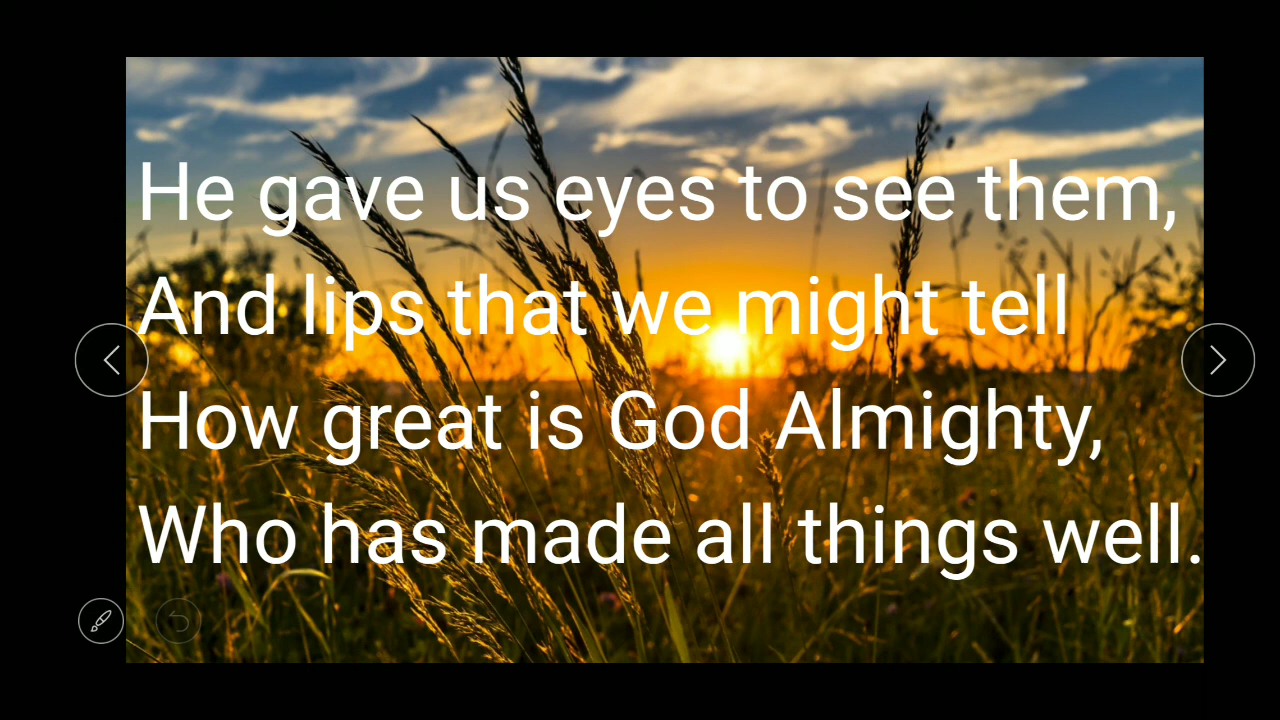 He gave us eyes to see them,
And lips that we might tell
How great is God Almighty,
Who has made all things well.